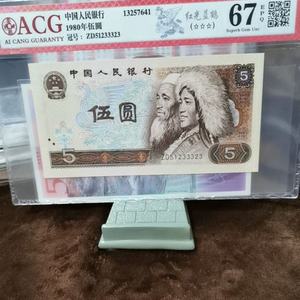 ACG
AI CANG GUARANTY
中国人民银行
1980年伍圆
冠号: ZD51233323
13257641
红光蓝鹤
(☆☆☆)
67 EPQ
Superb Gem Unc
中国人民银行
5
伍圆
ZD51233323
5
5